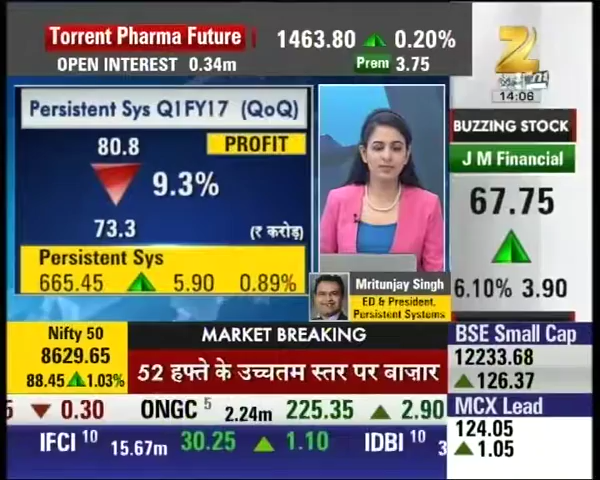 Torrent Pharma Future 1463.80 0.20%
OPEN INTEREST 0.34m Prem 3.75
14:06
Persistent Sys Q1FY17 (QoQ)
80.8 PROFIT
9.3%
73.3 (₹ करोड़)
Persistent Sys
665.45 5.90 0.89%
BUZZING STOCK
J M Financial
67.75
6.10% 3.90
Mritunjay Singh
ED & President,
Persistent Systems
Nifty 50
8629.65
88.45 1.03%
MARKET BREAKING
52 हफ्ते के उच्चतम स्तर पर बाजार
BSE Small Cap
12233.68
126.37
0.30 ONGC 5 2.24m 225.35 2.90
MCX Lead
124.05
1.05
IFCI 10 15.67m 30.25 1.10 IDBI 10